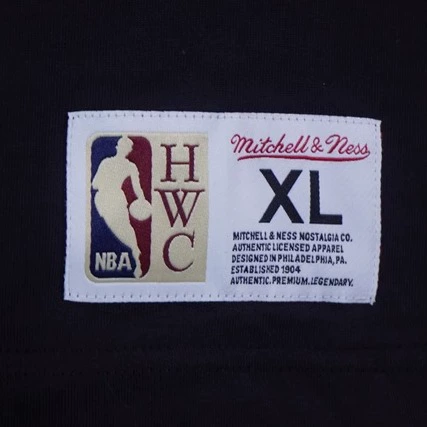 HWC
NBA
Mitchell & Ness
XL
MITCHELL & NESS NOSTALGIA CO.
AUTHENTIC LICENSED APPAREL
DESIGNED IN PHILADELPHIA, PA.
ESTABLISHED 1904
AUTHENTIC. PREMIUM. LEGENDARY.